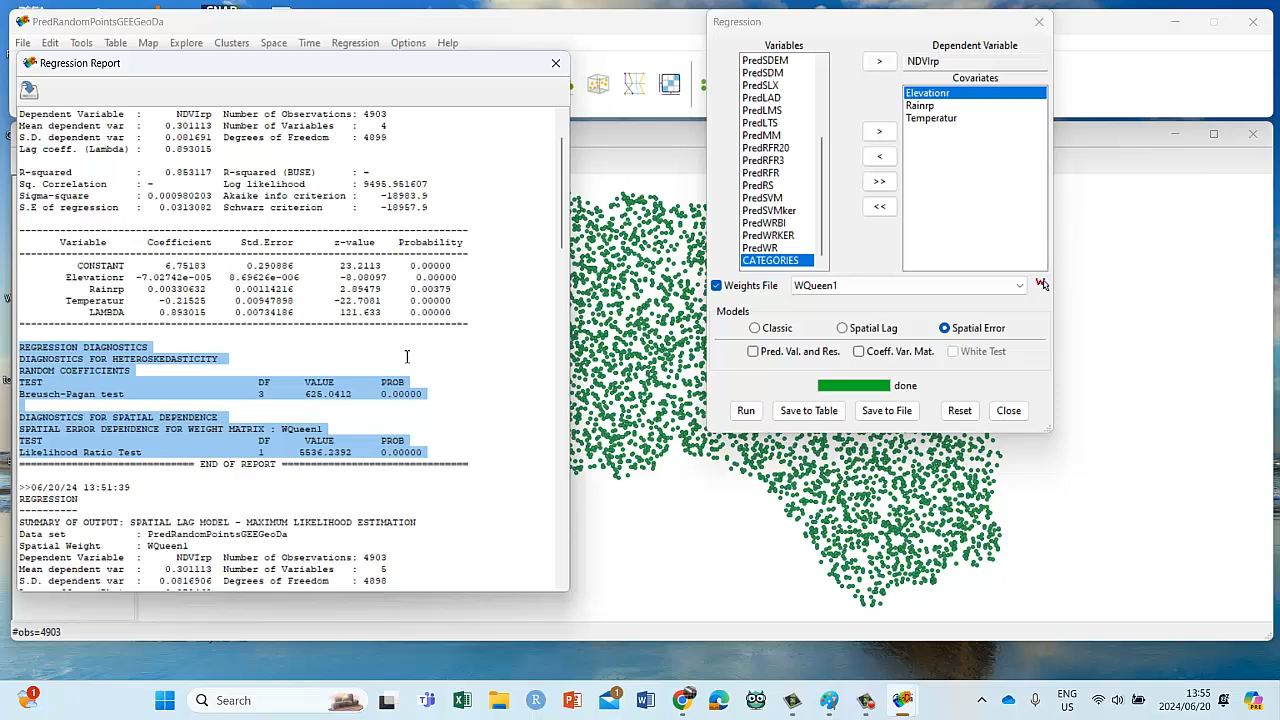 PredRandomPointsGEEGeoDa
File Edit Tools Table Map Explore Clusters Space Time Regression Options Help
Regression Report
Dependent Variable : NDVIrp Number of Observations: 4903
Mean dependent var : 0.301113 Number of Variables : 4
S.D. dependent var : 0.081691 Degrees of Freedom : 4899
Lag coeff. (Lambda) : 0.893015
R-squared : 0.853117 R-squared (BUSE) : -
Sq. Correlation : - Log likelihood : 9495.951607
Sigma-square : 0.000980203 Akaike info criterion : -18983.9
S.E of regression : 0.0313082 Schwarz criterion : -18957.9
Variable Coefficient Std.Error z-value Probability
CONSTANT 6.75183 0.290886 23.2113 0.00000
Elevationr -7.02742e-005 8.69626e-006 -8.08097 0.00000
Rainrp 0.00330632 0.00114216 2.89479 0.00379
Temperatur -0.21525 0.00947898 -22.7081 0.00000
LAMBDA 0.893015 0.00734186 121.633 0.00000
REGRESSION DIAGNOSTICS
DIAGNOSTICS FOR HETEROSKEDASTICITY
RANDOM COEFFICIENTS
TEST DF VALUE PROB
Breusch-Pagan test 3 625.0412 0.00000
DIAGNOSTICS FOR SPATIAL DEPENDENCE
SPATIAL ERROR DEPENDENCE FOR WEIGHT MATRIX : WQueen1
TEST DF VALUE PROB
Likelihood Ratio Test 1 5536.2392 0.00000
============================== END OF REPORT ================================
>>06/20/24 13:51:39
REGRESSION
----------
SUMMARY OF OUTPUT: SPATIAL LAG MODEL - MAXIMUM LIKELIHOOD ESTIMATION
Data set : PredRandomPointsGEEGeoDa
Spatial Weight : WQueen1
Dependent Variable : NDVIrp Number of Observations: 4903
Mean dependent var : 0.301113 Number of Variables : 5
S.D. dependent var : 0.0816906 Degrees of Freedom : 4898
#obs=4903
Regression
Variables
PredSDEM
PredSDM
PredSLX
PredLAD
PredLMS
PredLTS
PredMM
PredRFR20
PredRFR3
PredRFR
PredRS
PredSVM
PredSVMker
PredWRBI
PredWRKER
PredWR
CATEGORIES
>
>
<
>>
<<
Dependent Variable
NDVIrp
Covariates
Elevationr
Rainrp
Temperatur
Weights File WQueen1
Models
Classic Spatial Lag Spatial Error
Pred. Val. and Res. Coeff. Var. Mat. White Test
done
Run Save to Table Save to File Reset Close
1
Search
1
ENG
US
13:55
2024/06/20
PRE